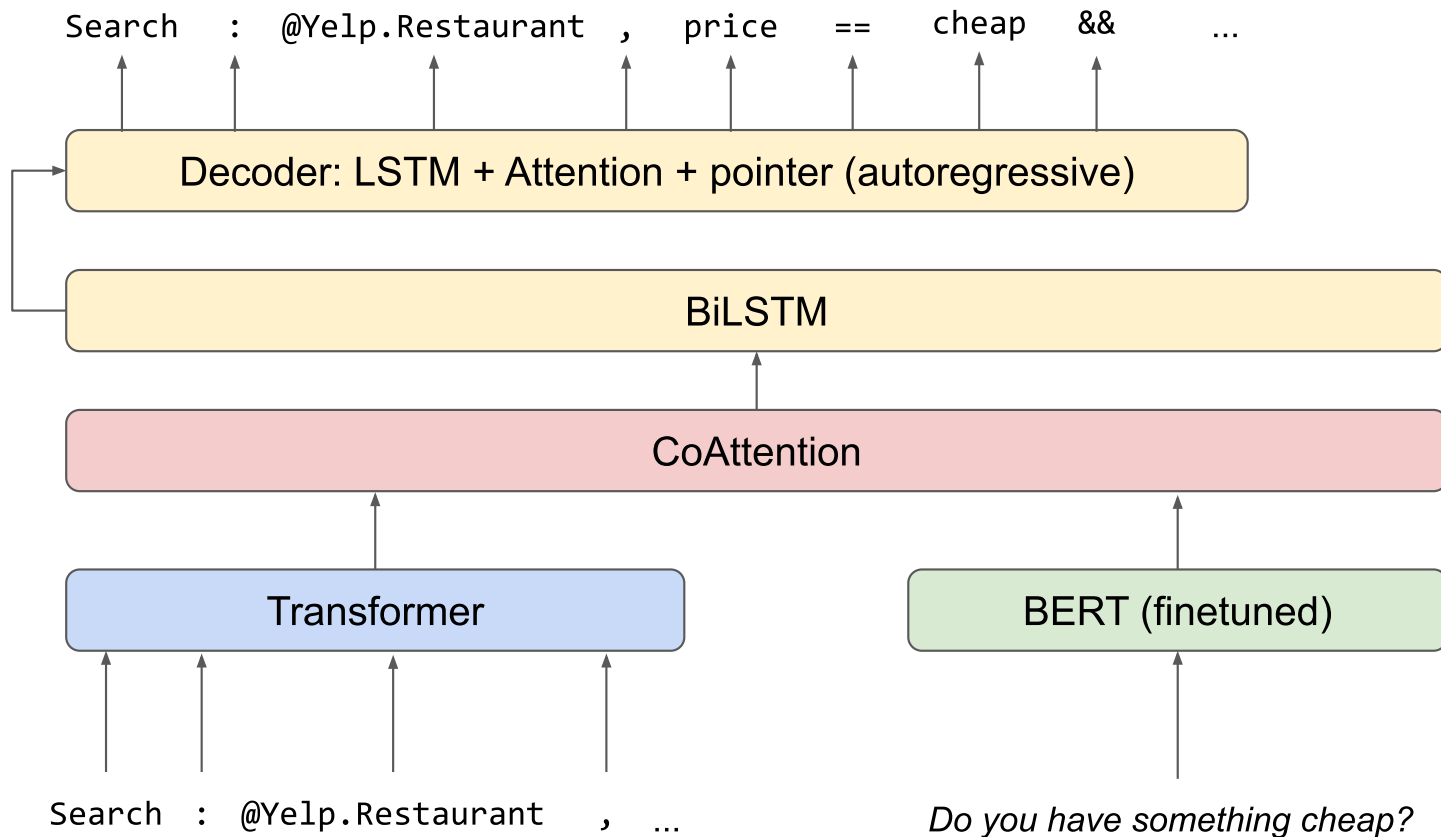 Search : @Yelp.Restaurant , price == cheap && ...
Decoder: LSTM + Attention + pointer (autoregressive)
BiLSTM
CoAttention
Transformer
BERT (finetuned)
Search : @Yelp.Restaurant , ...
Do you have something cheap?